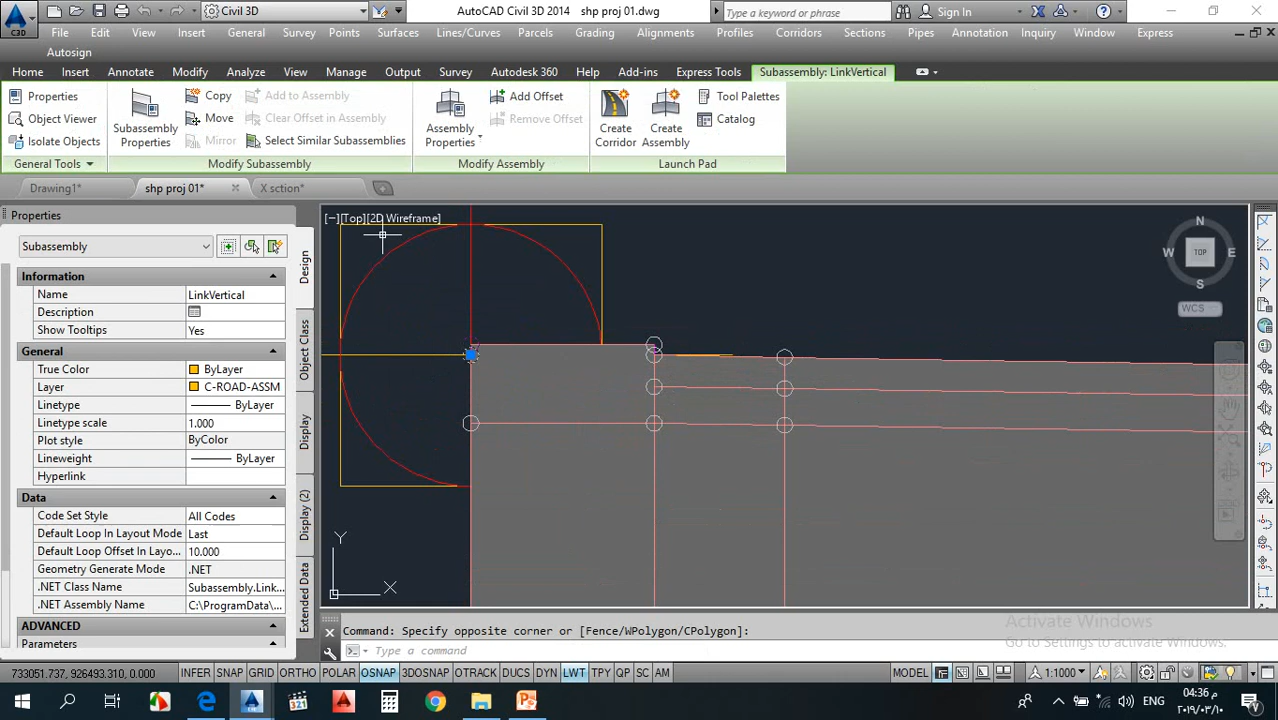 Civil 3D
AutoCAD Civil 3D 2014 shp proj 01.dwg
Type a keyword or phrase
Sign In
C3D
File Edit View Insert General Survey Points Surfaces Lines/Curves Parcels Grading Alignments Profiles Corridors Sections Pipes Annotation Inquiry Window Express
Autosign
Home Insert Annotate Modify Analyze View Manage Output Survey Autodesk 360 Help Add-ins Express Tools Subassembly: LinkVertical
Properties
Object Viewer
Isolate Objects
General Tools
Subassembly Properties
Copy
Move
Mirror
Add to Assembly
Clear Offset in Assembly
Select Similar Subassemblies
Modify Subassembly
Assembly Properties
Add Offset
Remove Offset
Modify Assembly
Create Corridor
Create Assembly
Tool Palettes
Catalog
Launch Pad
Drawing1* shp proj 01* X sction*
Properties
Subassembly
Information
Name LinkVertical
Description
Show Tooltips Yes
General
True Color ByLayer
Layer C-ROAD-ASSM
Linetype ByLayer
Linetype scale 1.000
Plot style ByColor
Lineweight ByLayer
Hyperlink
Data
Code Set Style All Codes
Default Loop In Layout Mode Last
Default Loop Offset In Layo... 10.000
Geometry Generate Mode .NET
.NET Class Name Subassembly.Link...
.NET Assembly Name C:\ProgramData\...
ADVANCED
Parameters
Design
Object Class
Display
Display (2)
Extended Data
[−][Top][2D Wireframe]
N
W TOP E
S
WCS
Y
X
Activate Windows
Go to Settings to activate Windows.
Command: Specify opposite corner or [Fence/WPolygon/CPolygon]:
Type a command
733051.737, 926493.310, 0.000 INFER SNAP GRID ORTHO POLAR OSNAP 3DOSNAP OTRACK DUCS DYN LWT TPY QP SC AM MODEL 1:1000
321
ENG
04:36 م
٢٠١٩/٠٣/١٠